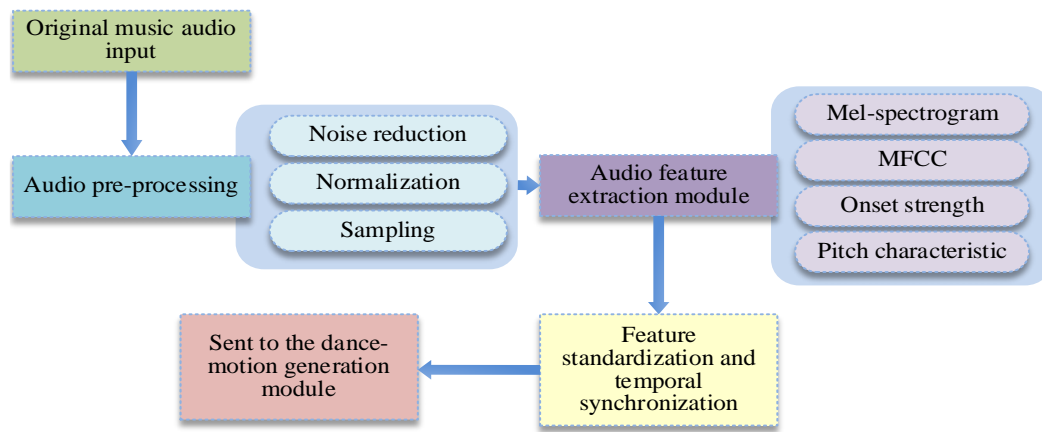 Original music audio
input
Audio pre-processing
Noise reduction
Normalization
Sampling
Audio feature
extraction module
Mel-spectrogram
MFCC
Onset strength
Pitch characteristic
Feature
standardization and
temporal
synchronization
Sent to the dance-
motion generation
module